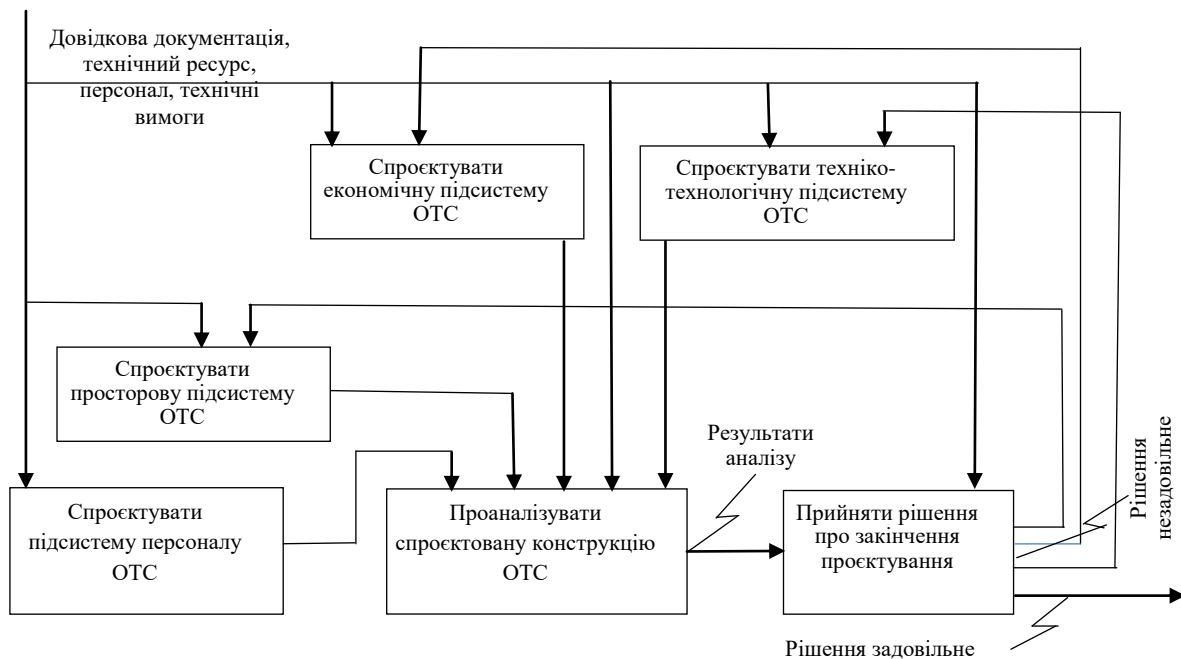 Довідкова документація,
технічний ресурс,
персонал, технічні
вимоги
Спроєктувати
економічну підсистему
ОТС
Спроєктувати техніко-
технологічну підсистему
ОТС
Спроєктувати
просторову підсистему
ОТС
Результати
аналізу
Рішення
незадовільне
Спроєктувати
підсистему персоналу
ОТС
Проаналізувати
спроєктовану конструкцію
ОТС
Прийняти рішення
про закінчення
проєктування
Рішення задовільне